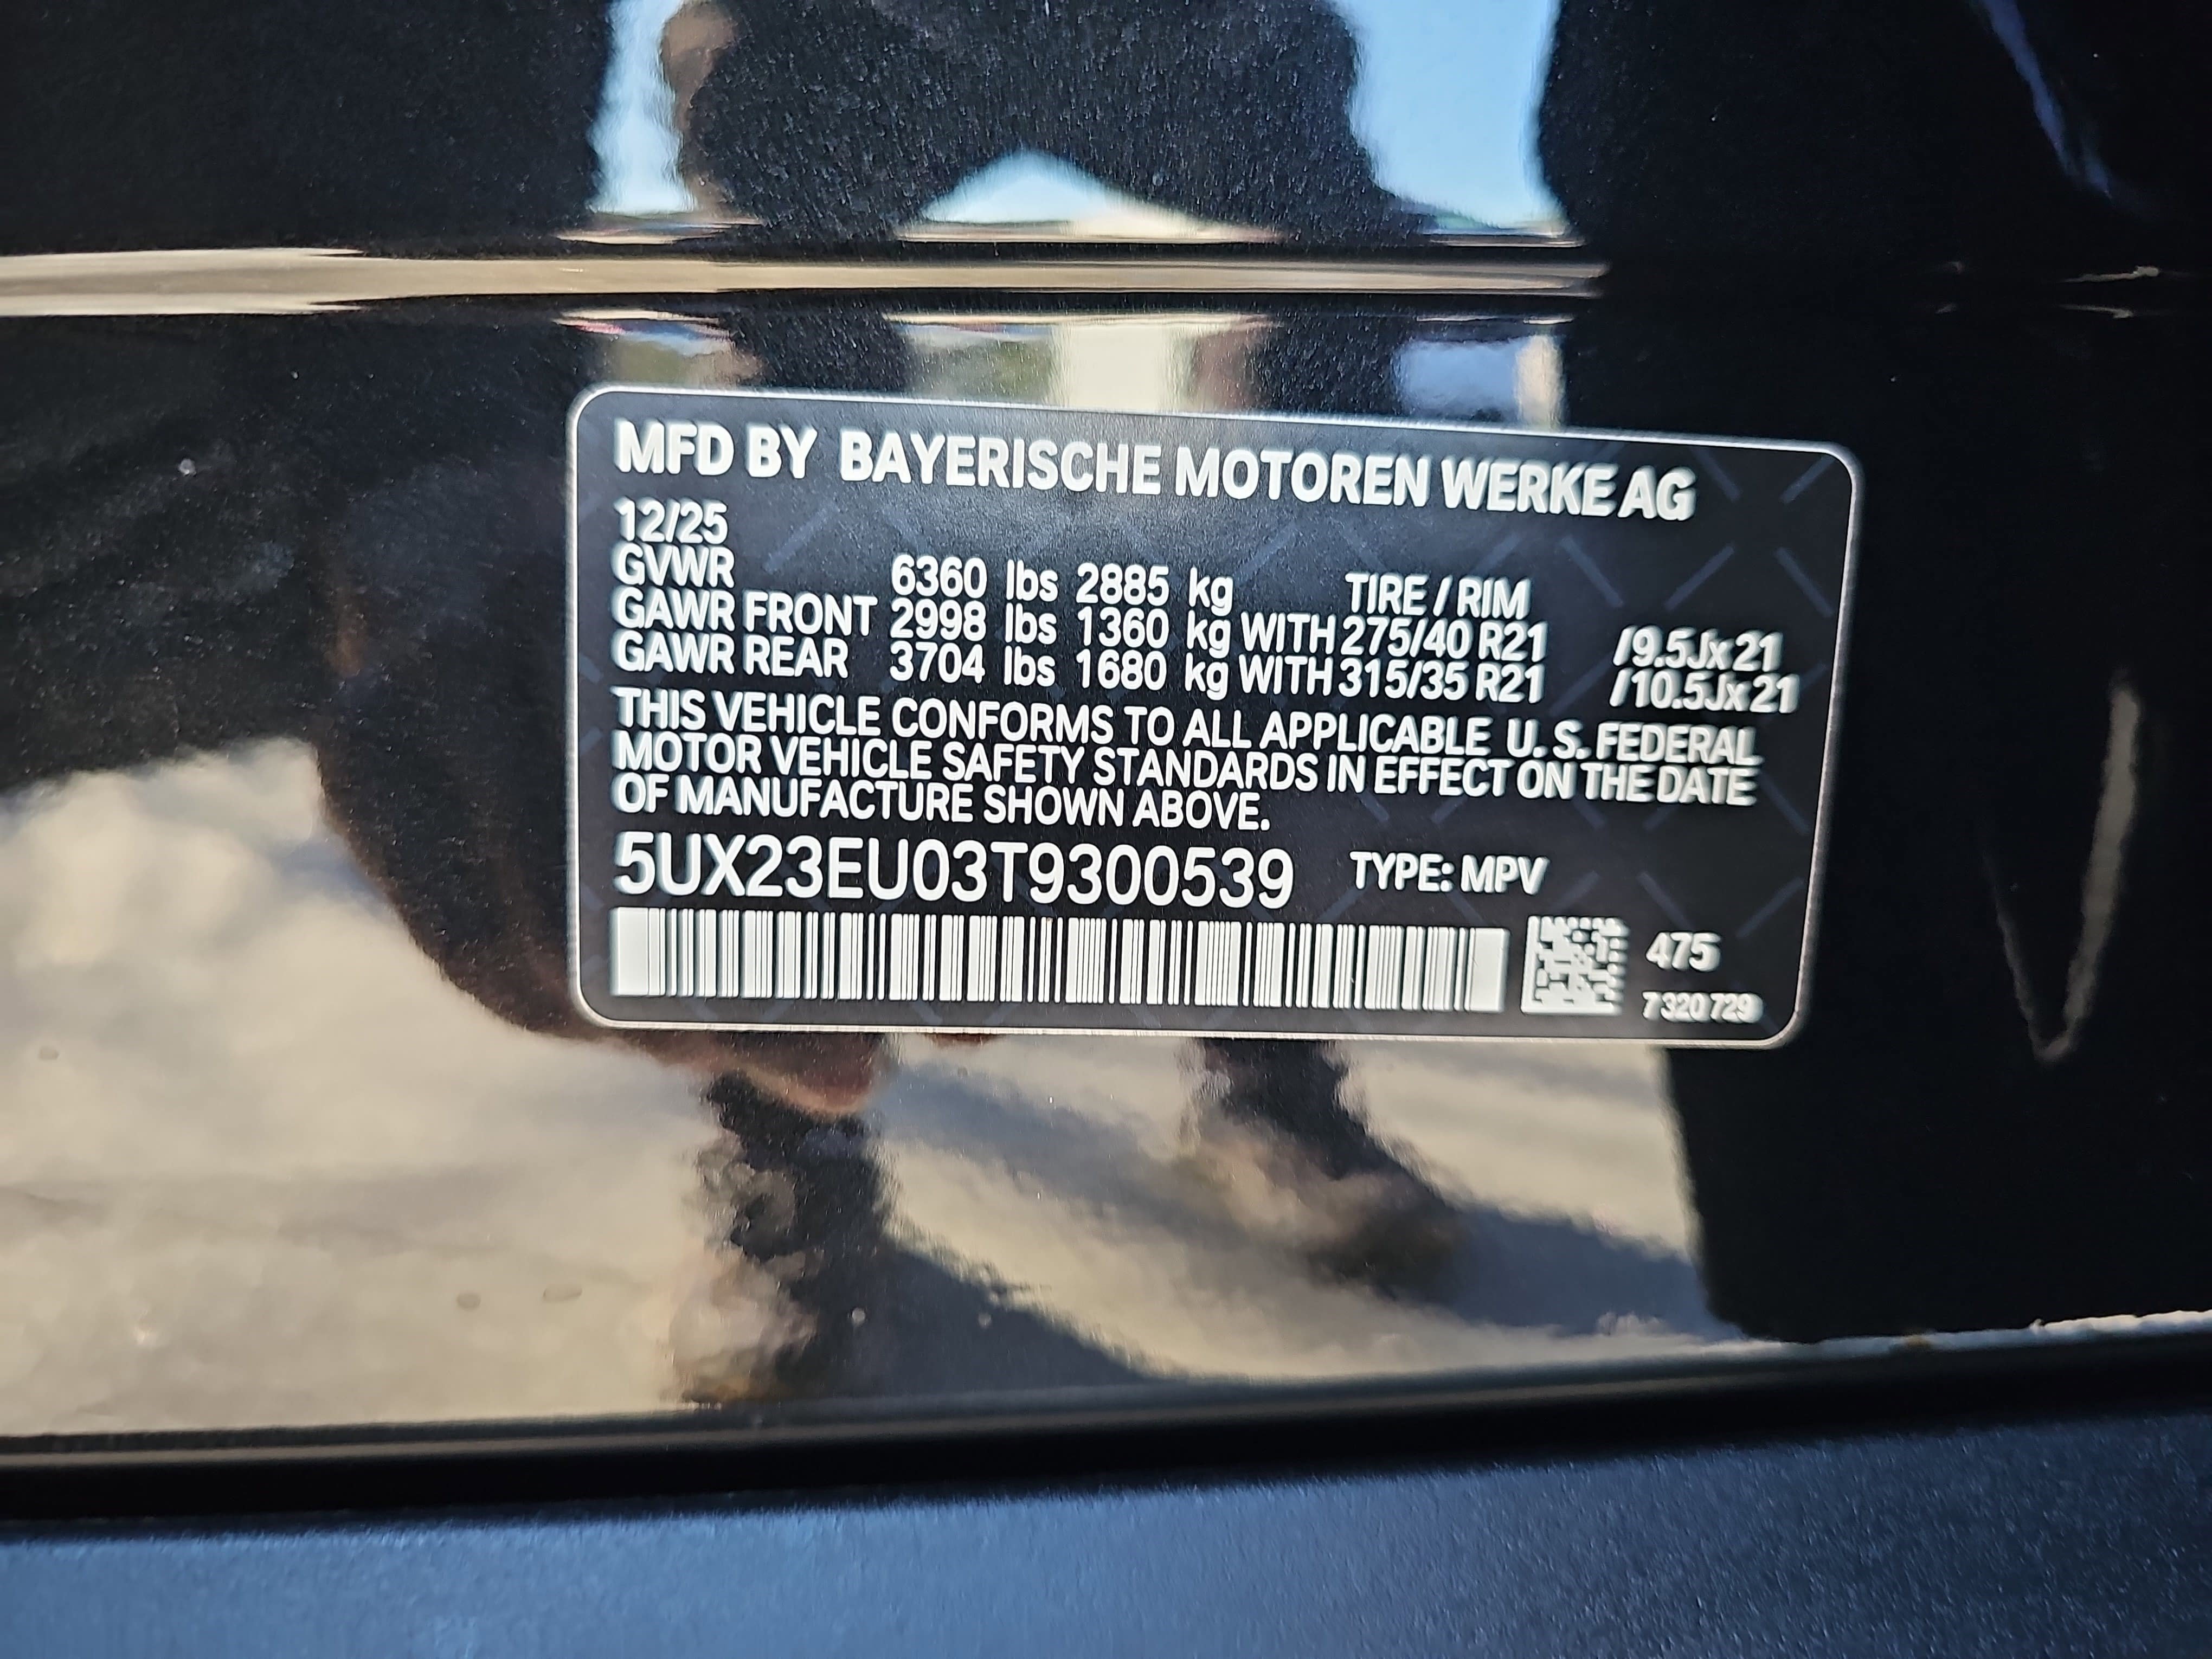 MFD BY BAYERISCHE MOTOREN WERKE AG
12/25
GVWR 6360 lbs 2885 kg TIRE / RIM
GAWR FRONT 2998 lbs 1360 kg WITH 275/40 R21 /9.5Jx21
GAWR REAR 3704 lbs 1680 kg WITH 315/35 R21 /10.5Jx21
THIS VEHICLE CONFORMS TO ALL APPLICABLE U. S. FEDERAL
MOTOR VEHICLE SAFETY STANDARDS IN EFFECT ON THE DATE
OF MANUFACTURE SHOWN ABOVE.
5UX23EU03T9300539 TYPE: MPV
475
7 320 729